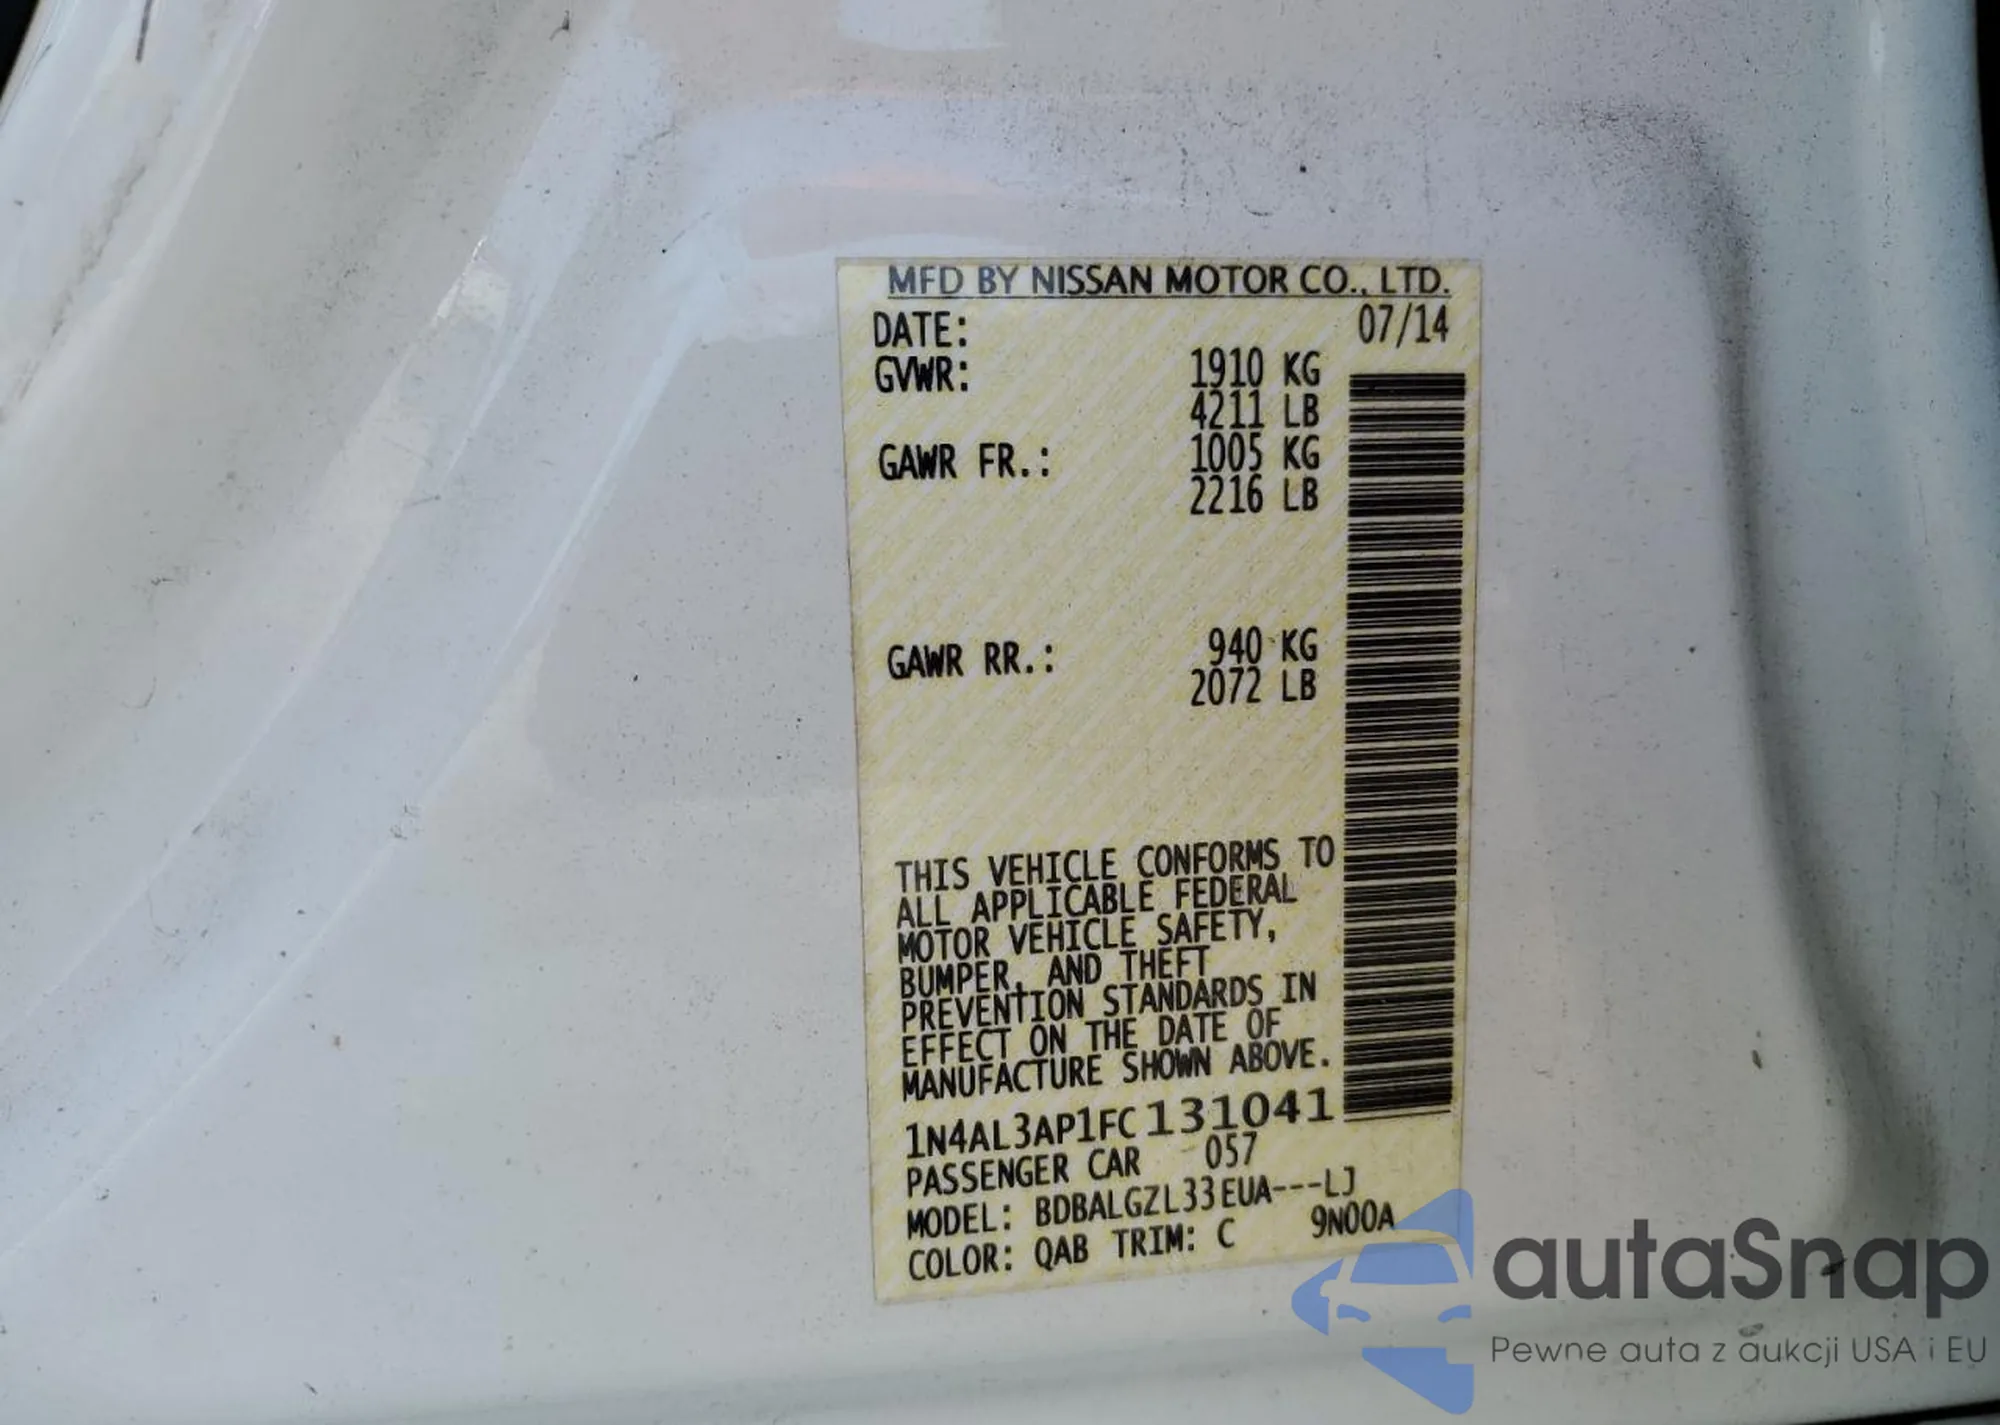 MFD BY NISSAN MOTOR CO., LTD.
DATE: 07/14
GVWR: 1910 KG
4211 LB
GAWR FR.: 1005 KG
2216 LB
GAWR RR.: 940 KG
2072 LB
THIS VEHICLE CONFORMS TO
ALL APPLICABLE FEDERAL
MOTOR VEHICLE SAFETY,
BUMPER, AND THEFT
PREVENTION STANDARDS IN
EFFECT ON THE DATE OF
MANUFACTURE SHOWN ABOVE.
1N4AL3AP1FC131041
PASSENGER CAR 057
MODEL: BDBALGZL33EUA---LJ
COLOR: QAB TRIM: C 9N00A
autaSnap
Pewne auta z aukcji USA i EU